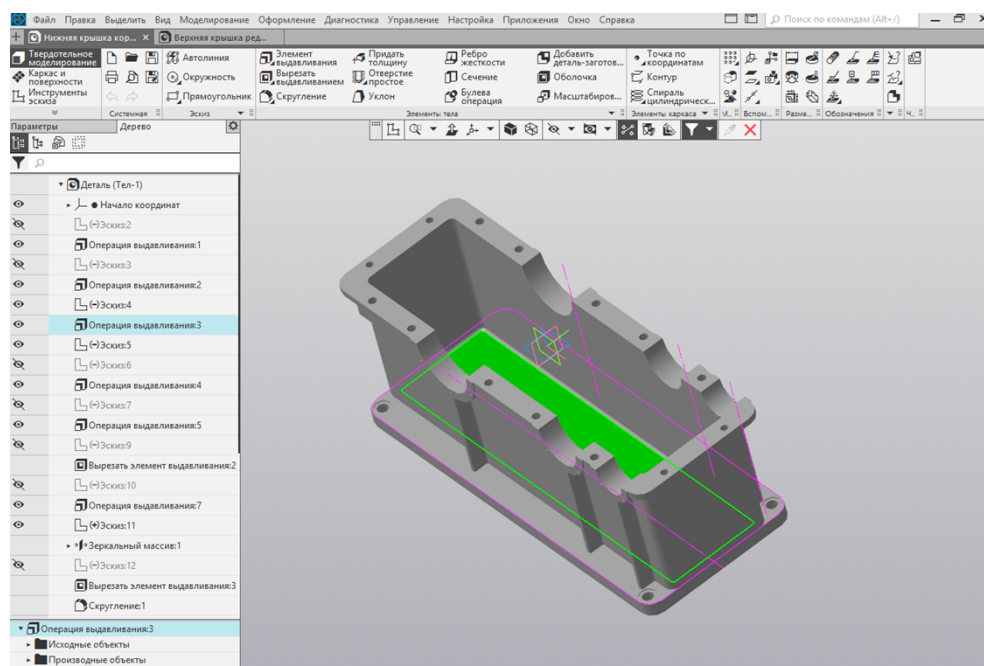 Файл Правка Выделить Вид Моделирование Оформление Диагностика Управление Настройка Приложения Окно Справка
Поиск по командам (Alt+/)
Нижняя крышка кор... ×
Верхняя крышка ред...
Твердотельное моделирование
Каркас и поверхности
Инструменты эскиза
Системная
Автолиния
Окружность
Прямоугольник
Эскиз
Элемент выдавливания
Вырезать выдавливанием
Скругление
Придать толщину
Отверстие простое
Уклон
Ребро жесткости
Сечение
Булева операция
Добавить деталь-заготов...
Оболочка
Масштабиров...
Элементы тела
Точка по координатам
Контур
Спираль цилиндрическ...
Элементы каркаса
М...
Вспом...
Разме...
Обозначения
Ч...
Параметры
Дерево
Деталь (Тел-1)
Начало координат
(-)Эскиз:2
Операция выдавливания:1
(-)Эскиз:3
Операция выдавливания:2
(-)Эскиз:4
Операция выдавливания:3
(-)Эскиз:5
(-)Эскиз:6
Операция выдавливания:4
(-)Эскиз:7
Операция выдавливания:5
(-)Эскиз:9
Вырезать элемент выдавливания:2
(-)Эскиз:10
Операция выдавливания:7
(+)Эскиз:11
Зеркальный массив:1
(-)Эскиз:12
Вырезать элемент выдавливания:3
Скругление:1
Операция выдавливания:3
Исходные объекты
Производные объекты